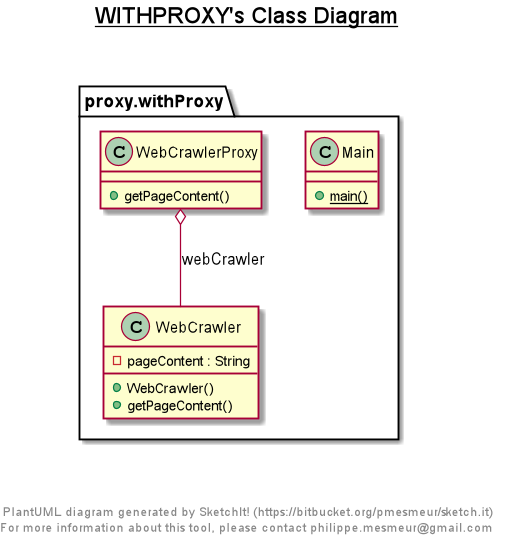 WITHPROXY's Class Diagram
proxy.withProxy
C WebCrawlerProxy
getPageContent()
C Main
main()
webCrawler
C WebCrawler
pageContent : String
WebCrawler()
getPageContent()
PlantUML diagram generated by SketchIt! (https://bitbucket.org/pmesmeur/sketch.it)
For more information about this tool, please contact philippe.mesmeur@gmail.com